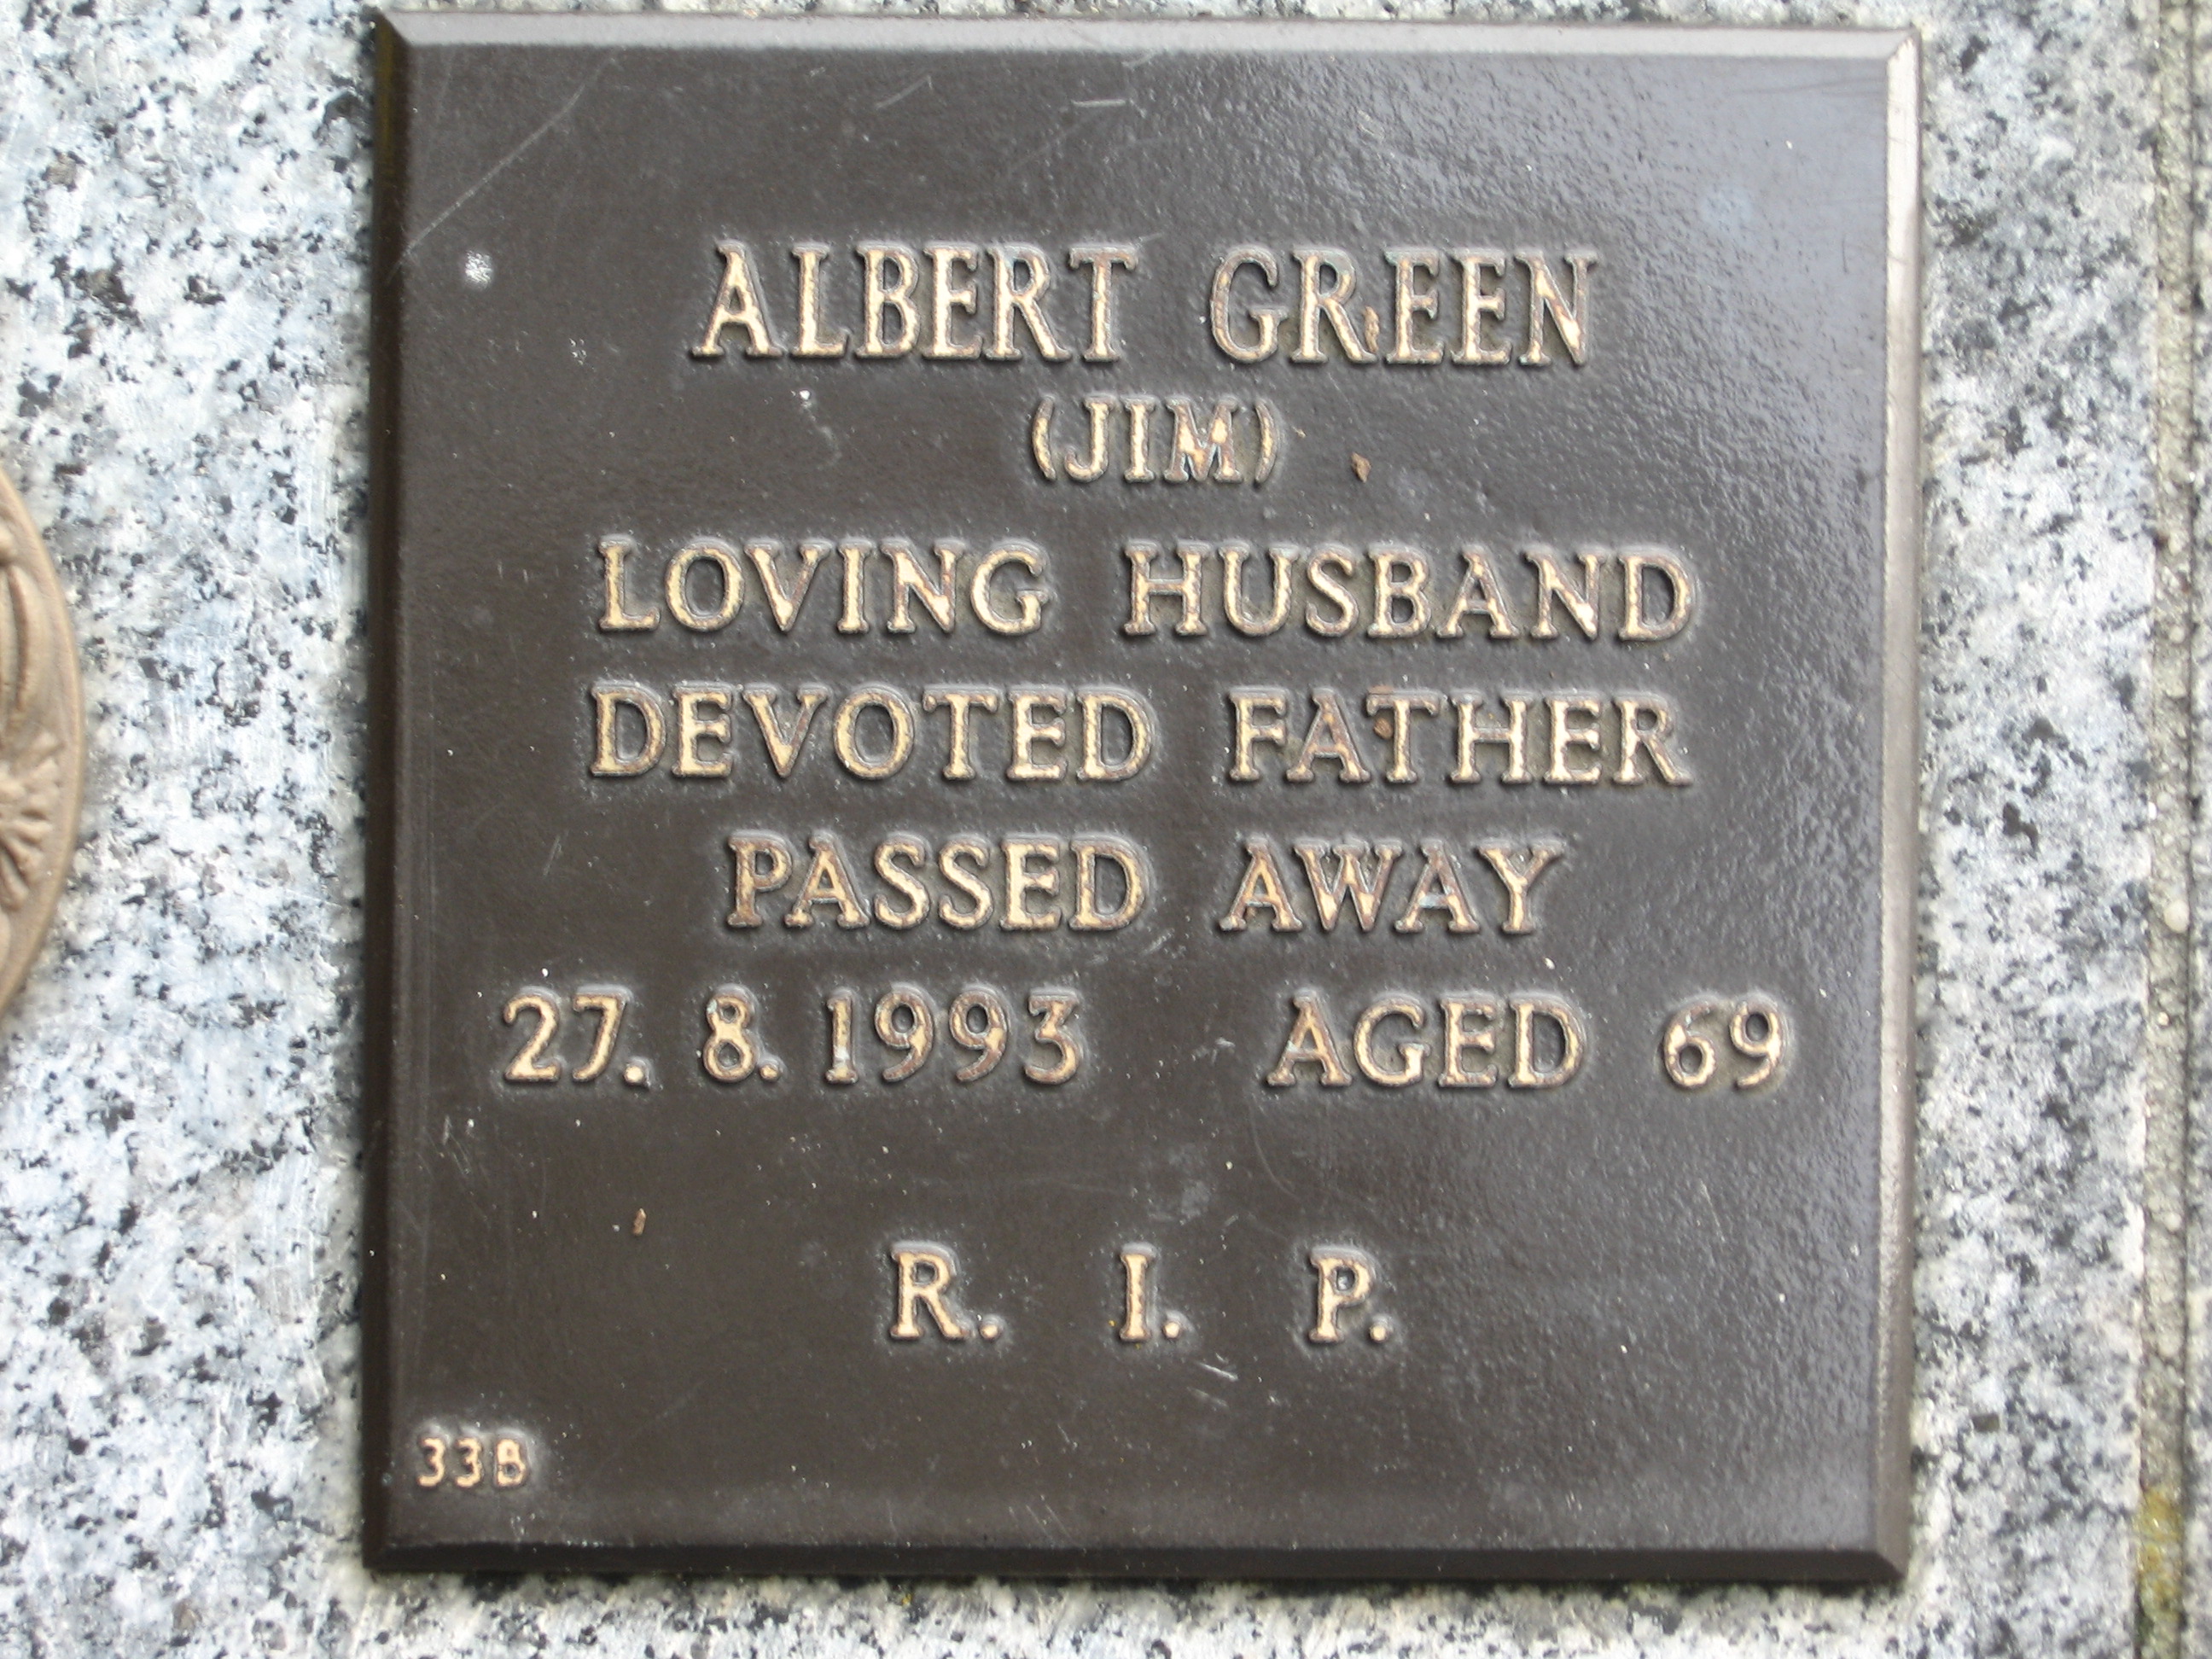 ALBERT GREEN
(JIM)
LOVING HUSBAND
DEVOTED FATHER
PASSED AWAY
27. 8. 1993 AGED 69
R. I. P.
33B